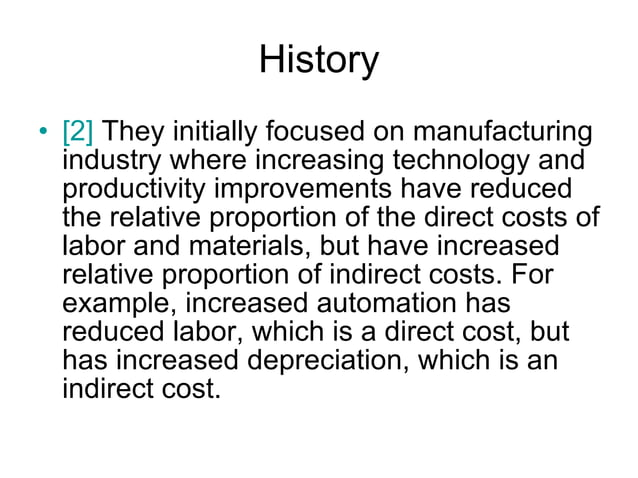 History
• [2] They initially focused on manufacturing
industry where increasing technology and
productivity improvements have reduced
the relative proportion of the direct costs of
labor and materials, but have increased
relative proportion of indirect costs. For
example, increased automation has
reduced labor, which is a direct cost, but
has increased depreciation, which is an
indirect cost.